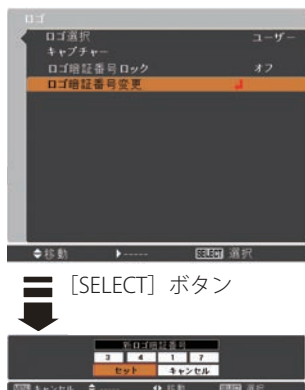 ロゴ
ロゴ選択 ユーザー
キャプチャー
ロゴ暗証番号ロック オフ
ロゴ暗証番号変更
移動 ----- SELECT 選択
［SELECT］ボタン
新ロゴ暗証番号
3 4 1 7
セット キャンセル
MENU キャンセル ----- 移動 SELECT 選択